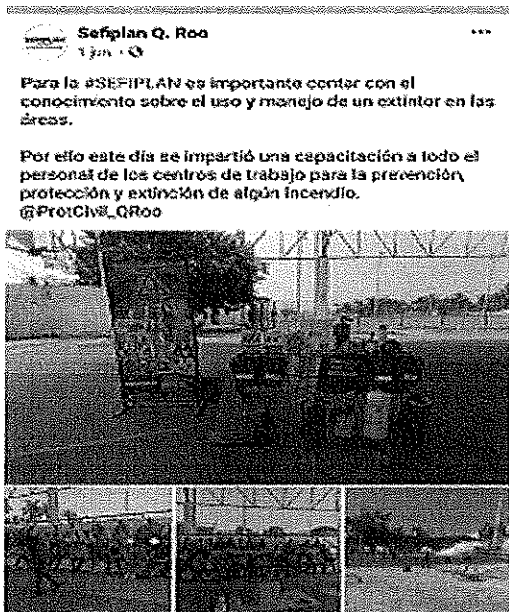 Sefiplan Q. Roo
1 jun ·
Para la #SEFIPLAN es importante contar con el
conocimiento sobre el uso y manejo de un extintor en las
áreas.
Por ello este día se impartió una capacitación a todo el
personal de los centros de trabajo para la prevención,
protección y extinción de algún incendio.
@ProtCivil_QRoo